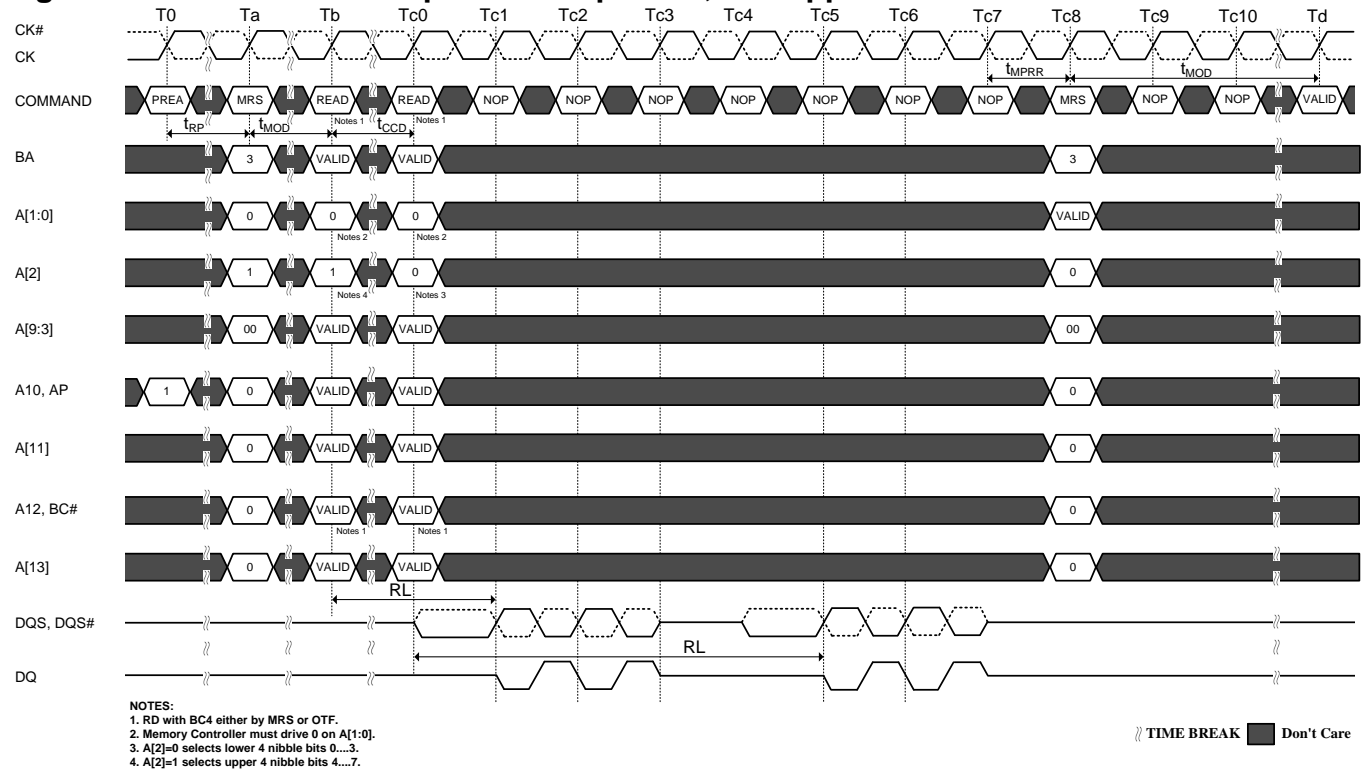 T0 Ta Tb Tc0 Tc1 Tc2 Tc3 Tc4 Tc5 Tc6 Tc7 Tc8 Tc9 Tc10 Td
CK#
CK
tMPRR tMOD
COMMAND PREA MRS READ READ NOP NOP NOP NOP NOP NOP NOP MRS NOP NOP VALID
Notes 1 Notes 1
tRP tMOD tCCD
BA 3 VALID VALID 3
A[1:0] 0 0 0 VALID
Notes 2 Notes 2
A[2] 1 1 0 0
Notes 4 Notes 3
A[9:3] 00 VALID VALID 00
A10, AP 1 0 VALID VALID 0
A[11] 0 VALID VALID 0
A12, BC# 0 VALID VALID 0
Notes 1 Notes 1
A[13] 0 VALID VALID 0
RL
DQS, DQS#
RL
DQ
NOTES:
1. RD with BC4 either by MRS or OTF.
2. Memory Controller must drive 0 on A[1:0].
3. A[2]=0 selects lower 4 nibble bits 0....3.
4. A[2]=1 selects upper 4 nibble bits 4....7.
TIME BREAK Don't Care